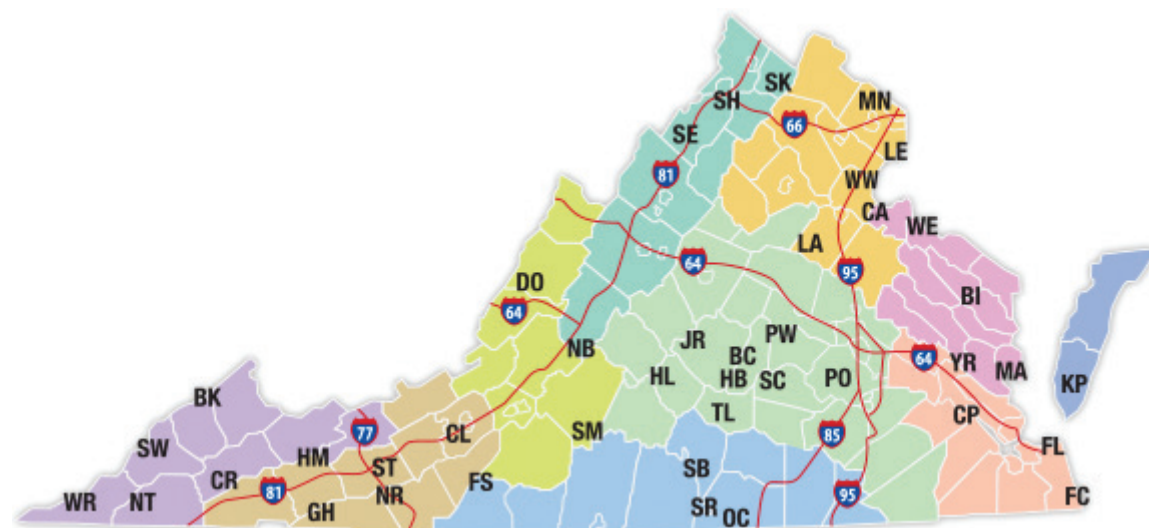 SK
MN
SH
66
SE
LE
81
WW
CA
WE
LA
64
95
DO
BI
64
PW
JR
NB
BC
64
YR
MA
HL
HB
SC
PO
KP
BK
TL
CP
77
CL
SM
85
SW
HM
FL
ST
CR
SB
FS
81
NR
95
FC
WR
NT
GH
SR
OC